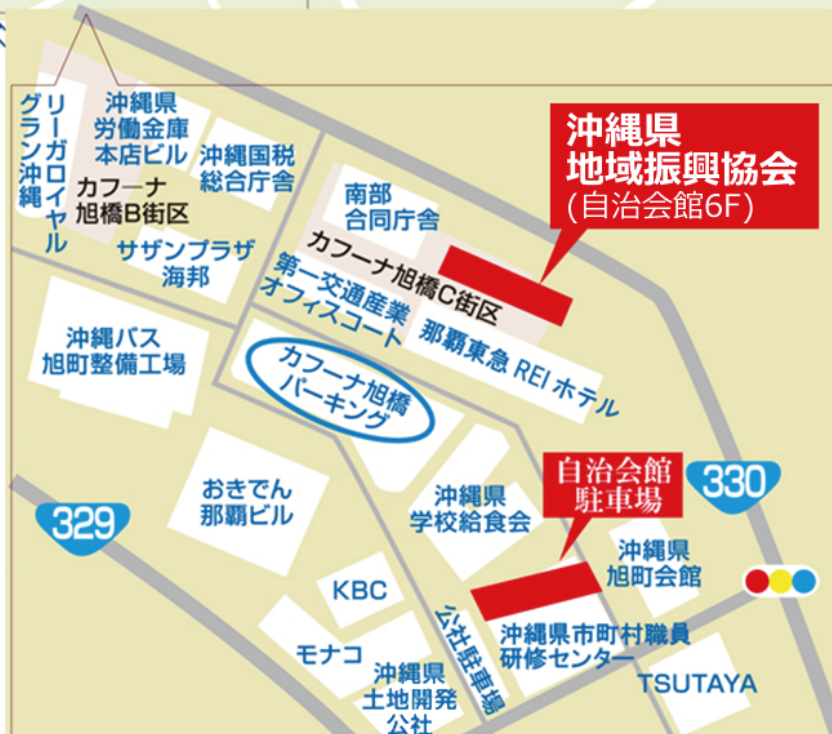 リーガロイヤル
グラン沖縄
沖縄県
労働金庫
本店ビル
沖縄国税
総合庁舎
カフーナ
旭橋B街区
サザンプラザ
海邦
南部
合同庁舎
カフーナ旭橋C街区
第一交通産業
オフィスコート
那覇東急 REI ホテル
沖縄県
地域振興協会
(自治会館6F)
沖縄バス
旭町整備工場
カフーナ旭橋
パーキング
おきでん
那覇ビル
329
沖縄県
学校給食会
自治会館
駐車場
330
沖縄県
旭町会館
KBC
モナコ
沖縄県
土地開発
公社
公社駐車場
沖縄県市町村職員
研修センター
TSUTAYA